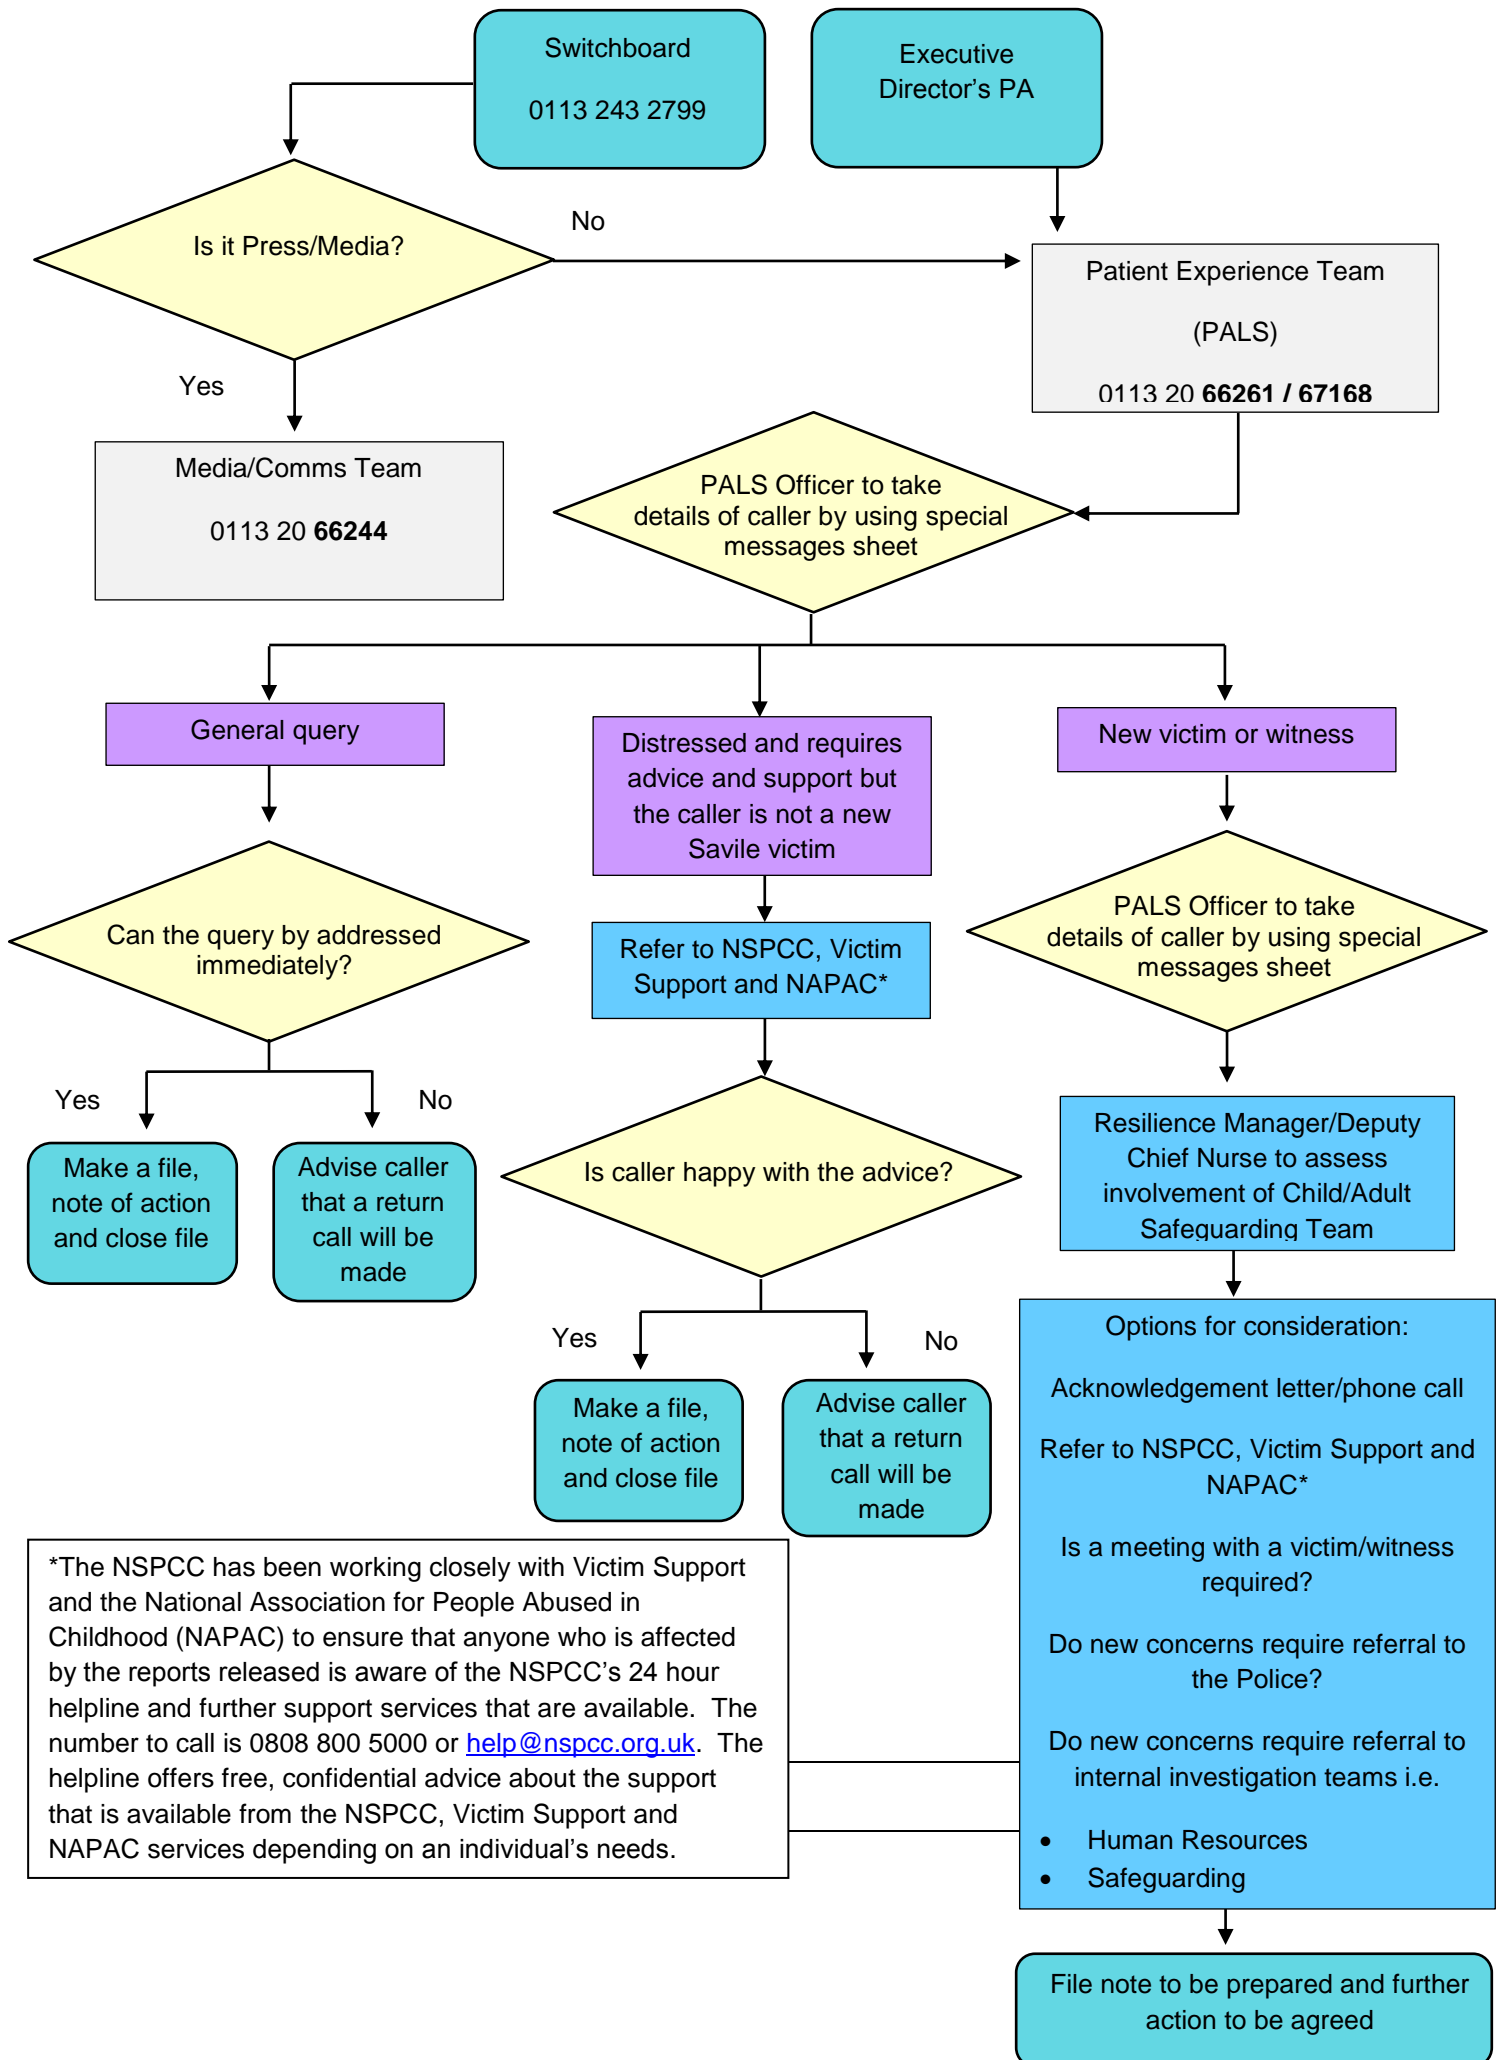 Switchboard
0113 243 2799
Executive
Director's PA
Is it Press/Media?
No
Patient Experience Team
(PALS)
0113 20 66261 / 67168
Yes
Media/Comms Team
0113 20 66244
PALS Officer to take
details of caller by using special
messages sheet
General query
Distressed and requires
advice and support but
the caller is not a new
Savile victim
New victim or witness
Can the query by addressed
immediately?
Refer to NSPCC, Victim
Support and NAPAC*
PALS Officer to take
details of caller by using special
messages sheet
Yes
No
Make a file,
note of action
and close file
Advise caller
that a return
call will be
made
Is caller happy with the advice?
Resilience Manager/Deputy
Chief Nurse to assess
involvement of Child/Adult
Safeguarding Team
Yes
No
Make a file,
note of action
and close file
Advise caller
that a return
call will be
made
Options for consideration:
Acknowledgement letter/phone call
Refer to NSPCC, Victim Support and
NAPAC*
Is a meeting with a victim/witness
required?
Do new concerns require referral to
the Police?
Do new concerns require referral to
internal investigation teams i.e.
• Human Resources
• Safeguarding
*The NSPCC has been working closely with Victim Support
and the National Association for People Abused in
Childhood (NAPAC) to ensure that anyone who is affected
by the reports released is aware of the NSPCC's 24 hour
helpline and further support services that are available.  The
number to call is 0808 800 5000 or help@nspcc.org.uk.  The
helpline offers free, confidential advice about the support
that is available from the NSPCC, Victim Support and
NAPAC services depending on an individual's needs.
File note to be prepared and further
action to be agreed